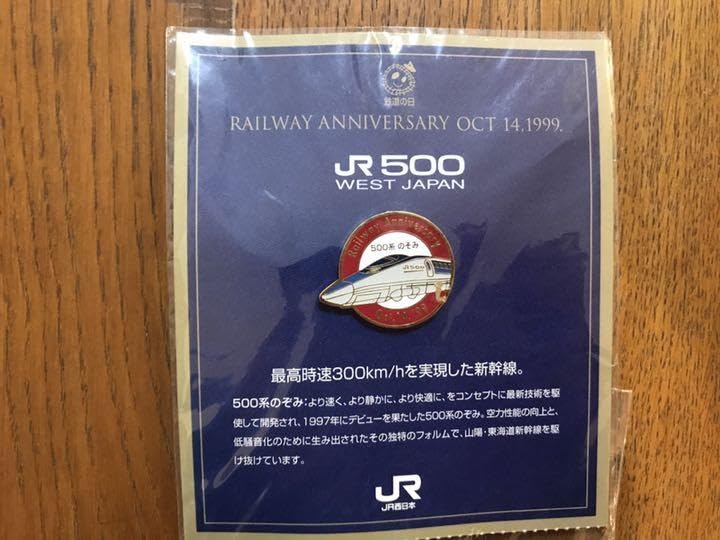 鉄道の日
RAILWAY ANNIVERSARY OCT 14,1999.
JR500
WEST JAPAN
Railway Anniversary
500系 のぞみ
JR500
Oct.14.'99
最高時速300km/hを実現した新幹線。
500系のぞみ:より速く、より静かに、より快適に、をコンセプトに最新技術を駆
使して開発され、1997年にデビューを果たした500系のぞみ。空力性能の向上と、
低騒音化のために生み出されたその独特のフォルムで、山陽・東海道新幹線を駆
け抜けています。
JR
JR西日本